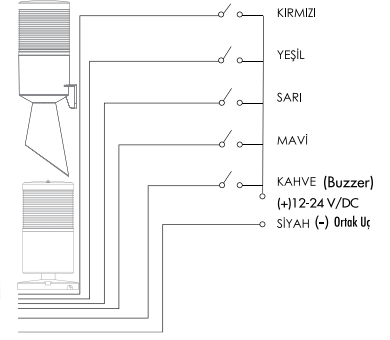 KIRMIZI
YEŞİL
SARI
MAVİ
KAHVE (Buzzer)
(+)12-24 V/DC
SİYAH (-) Ortak Uç